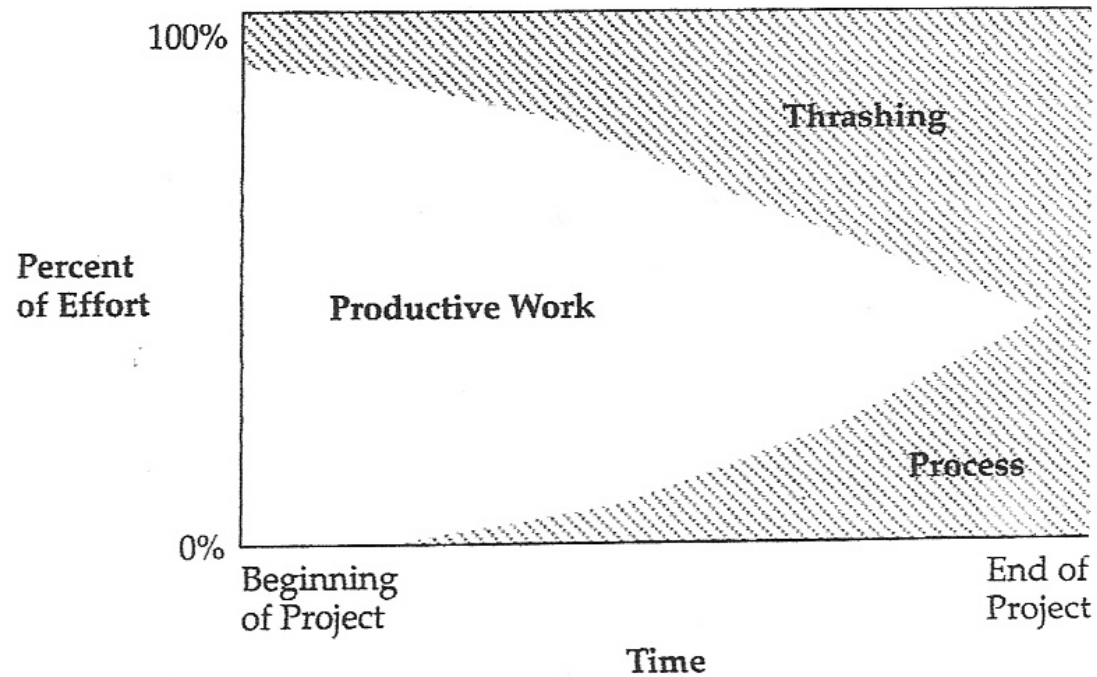 100%
Thrashing
Percent
of Effort
Productive Work
Process
0%
Beginning
of Project
End of
Project
Time